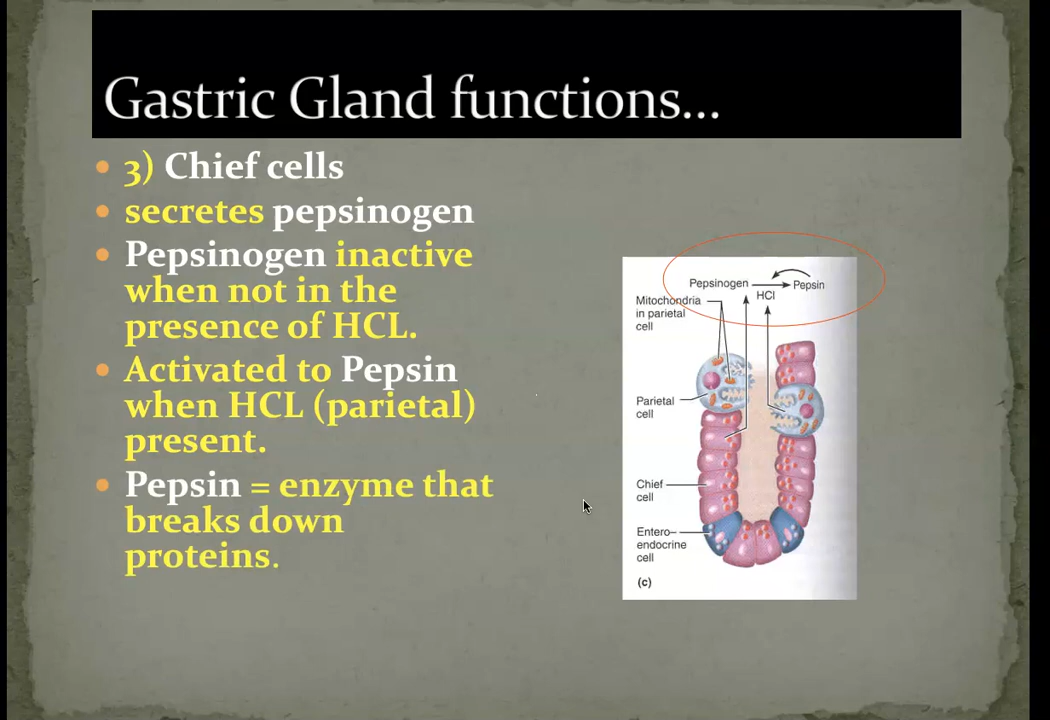 Gastric Gland functions...
3) Chief cells
secretes pepsinogen
Pepsinogen inactive
when not in the
presence of HCL.
Activated to Pepsin
when HCL (parietal)
present.
Pepsin = enzyme that
breaks down
proteins.
Pepsinogen
Pepsin
HCl
Mitochondria
in parietal
cell
Parietal
cell
Chief
cell
Entero-
endocrine
cell
(c)